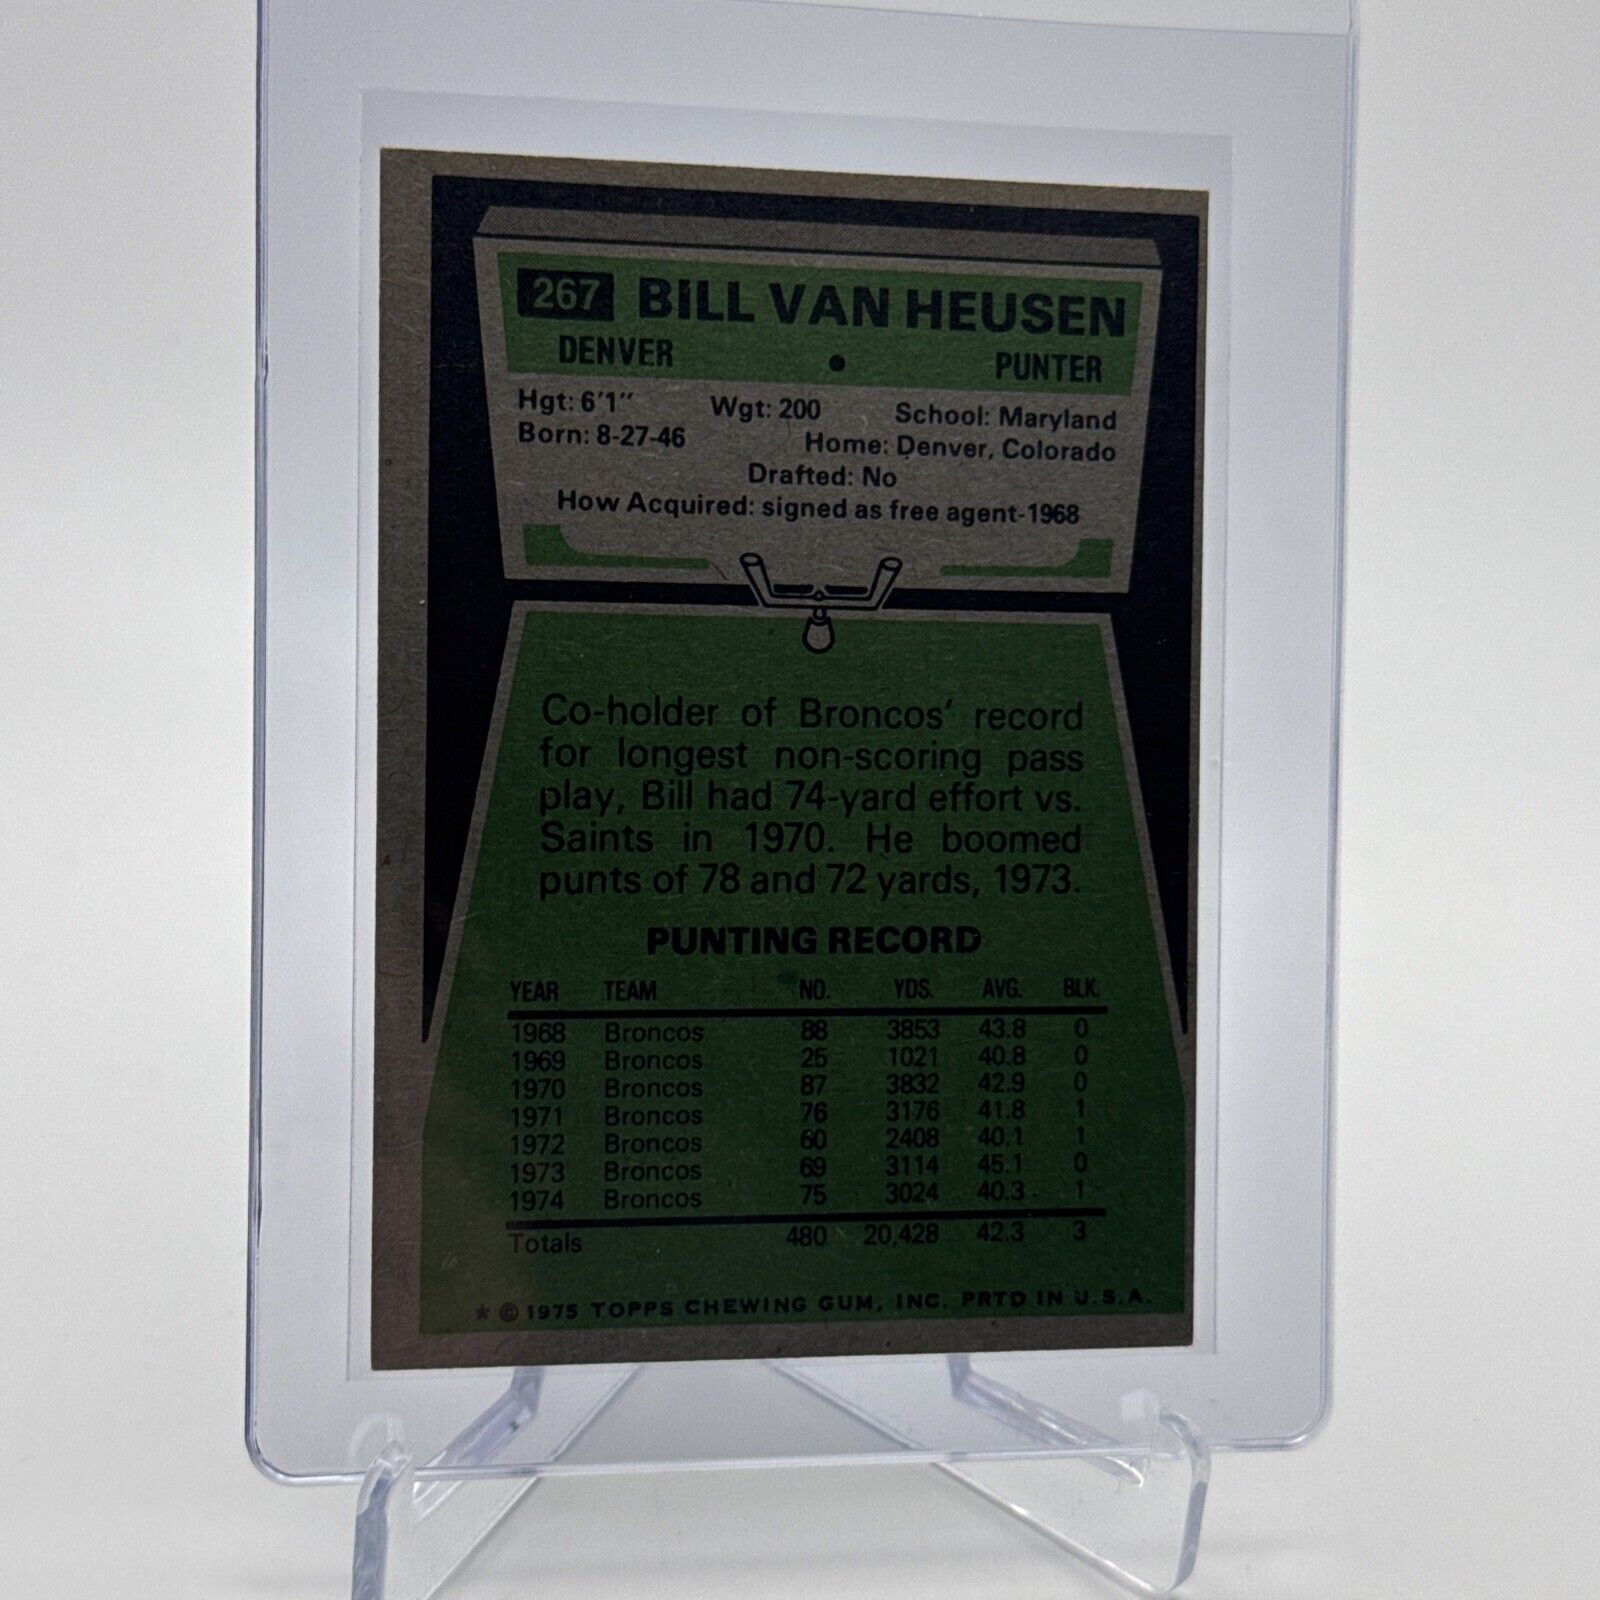 267 BILL VAN HEUSEN
DENVER • PUNTER
Hgt: 6'1" Wgt: 200 School: Maryland
Born: 8-27-46 Home: Denver, Colorado
Drafted: No
How Acquired: signed as free agent-1968
Co-holder of Broncos' record
for longest non-scoring pass
play, Bill had 74-yard effort vs.
Saints in 1970. He boomed
punts of 78 and 72 yards, 1973.
PUNTING RECORD
YEAR TEAM NO. YDS. AVG. BLK.
1968 Broncos 88 3853 43.8 0
1969 Broncos 25 1021 40.8 0
1970 Broncos 87 3832 42.9 0
1971 Broncos 76 3176 41.8 1
1972 Broncos 60 2408 40.1 1
1973 Broncos 69 3114 45.1 0
1974 Broncos 75 3024 40.3 1
Totals 480 20,428 42.3 3
* © 1975 TOPPS CHEWING GUM, INC. PRTD IN U.S.A.